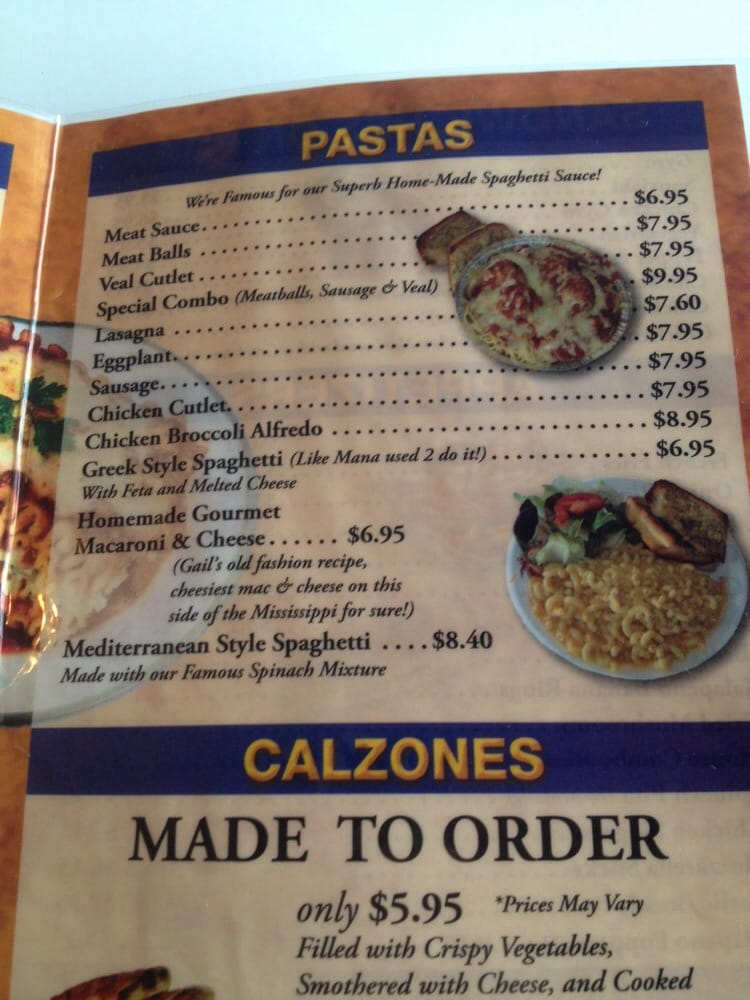 PASTAS
We're Famous for our Superb Home-Made Spaghetti Sauce!
Meat Sauce........................................ $6.95
Meat Balls ........................................ $7.95
Veal Cutlet ........................................ $7.95
Special Combo (Meatballs, Sausage & Veal) $9.95
Lasagna ........................................ $7.60
Eggplant........................................ $7.95
Sausage........................................ $7.95
Chicken Cutlet........................................ $7.95
Chicken Broccoli Alfredo ............................ $8.95
Greek Style Spaghetti (Like Mana used 2 do it!) ............. $6.95
With Feta and Melted Cheese
Homemade Gourmet
Macaroni & Cheese...... $6.95
(Gail's old fashion recipe,
cheesiest mac & cheese on this
side of the Mississippi for sure!)
Mediterranean Style Spaghetti ....$8.40
Made with our Famous Spinach Mixture
CALZONES
MADE TO ORDER
only $5.95 *Prices May Vary
Filled with Crispy Vegetables,
Smothered with Cheese, and Cooked